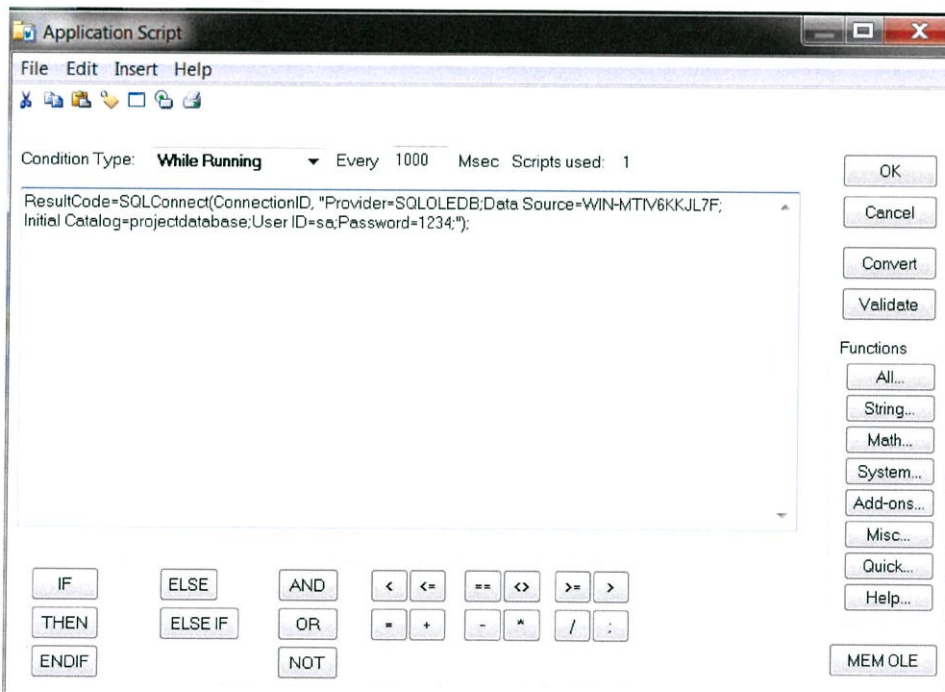 Application Script
File Edit Insert Help
Condition Type: While Running Every 1000 Msec Scripts used: 1
OK
ResultCode=SQLConnect(ConnectionID, "Provider=SQLOLEDB;Data Source=WIN-MTIV6KKJL7F;
Initial Catalog=projectdatabase;User ID=sa;Password=1234;");
Cancel
Convert
Validate
Functions
All...
String...
Math...
System...
Add-ons...
Misc...
Quick...
Help...
IF ELSE AND < <= == <> >= >
THEN ELSE IF OR = + - * / ;
ENDIF NOT MEM OLE